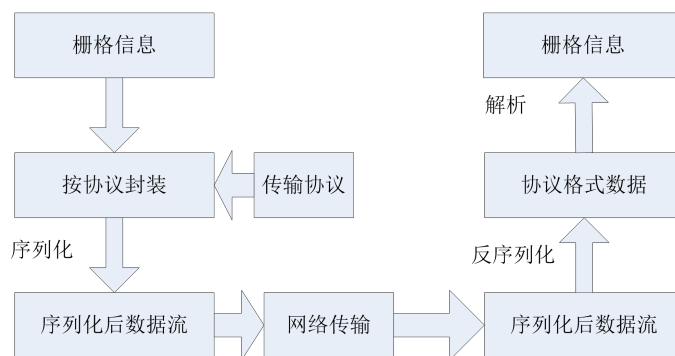 栅格信息
栅格信息
解析
按协议封装
传输协议
协议格式数据
序列化
反序列化
序列化后数据流
网络传输
序列化后数据流